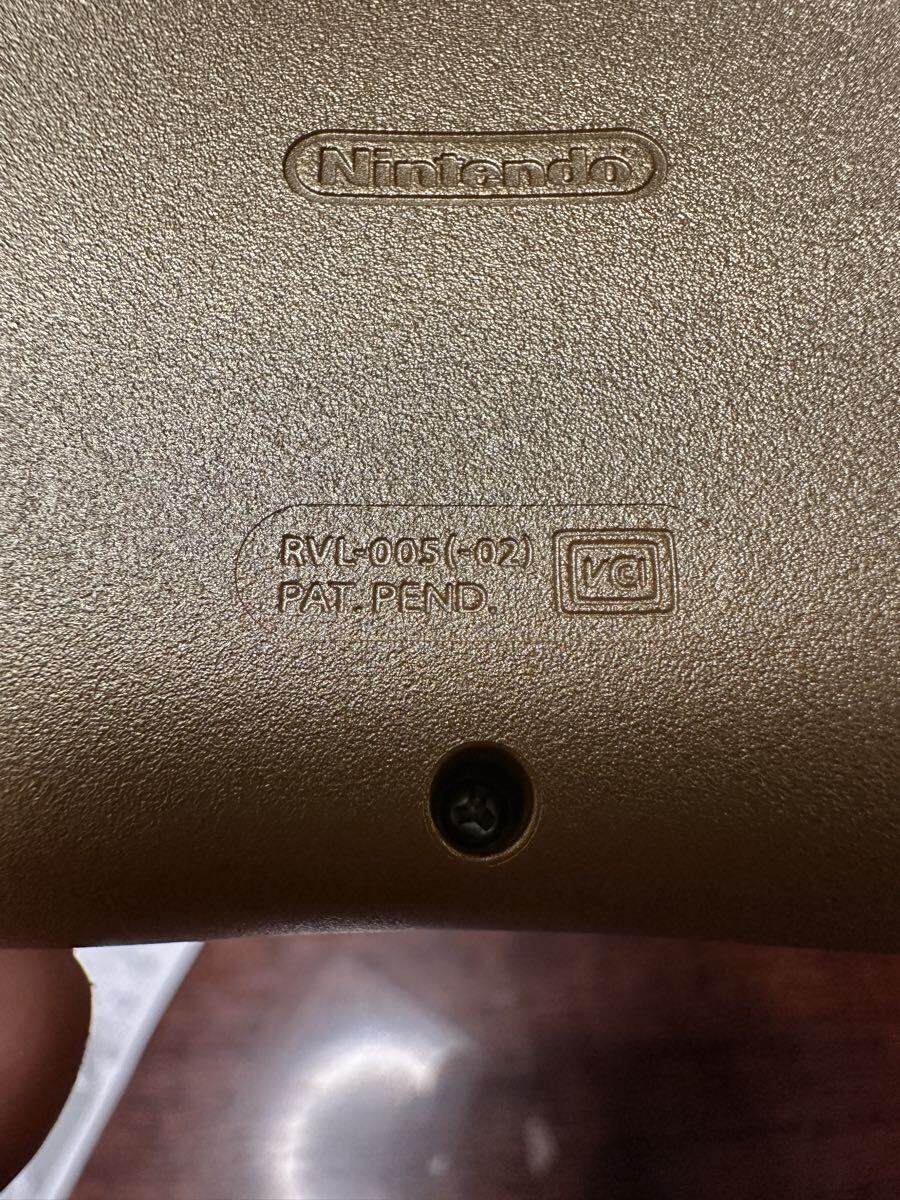 Nintendo®
RVL-005(-02)
PAT. PEND.
VCI